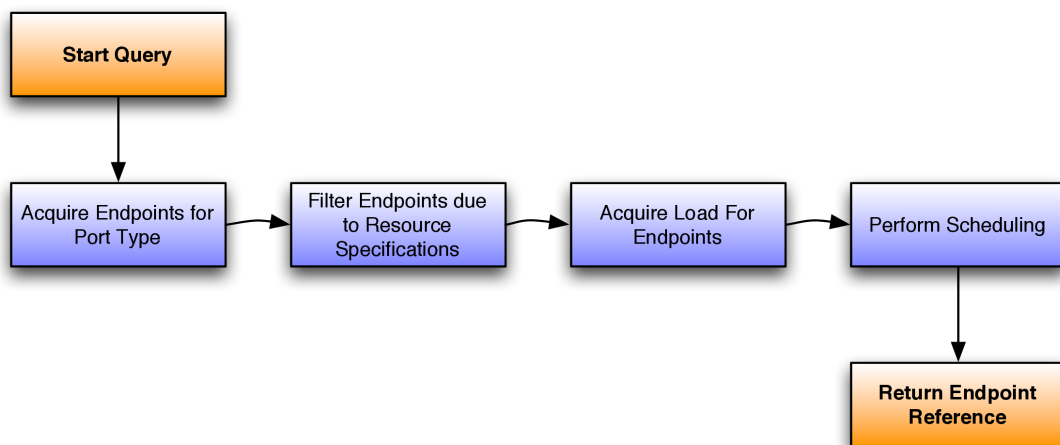 Start Query
Acquire Endpoints for
Port Type
Filter Endpoints due
to Resource
Specifications
Acquire Load For
Endpoints
Perform Scheduling
Return Endpoint
Reference